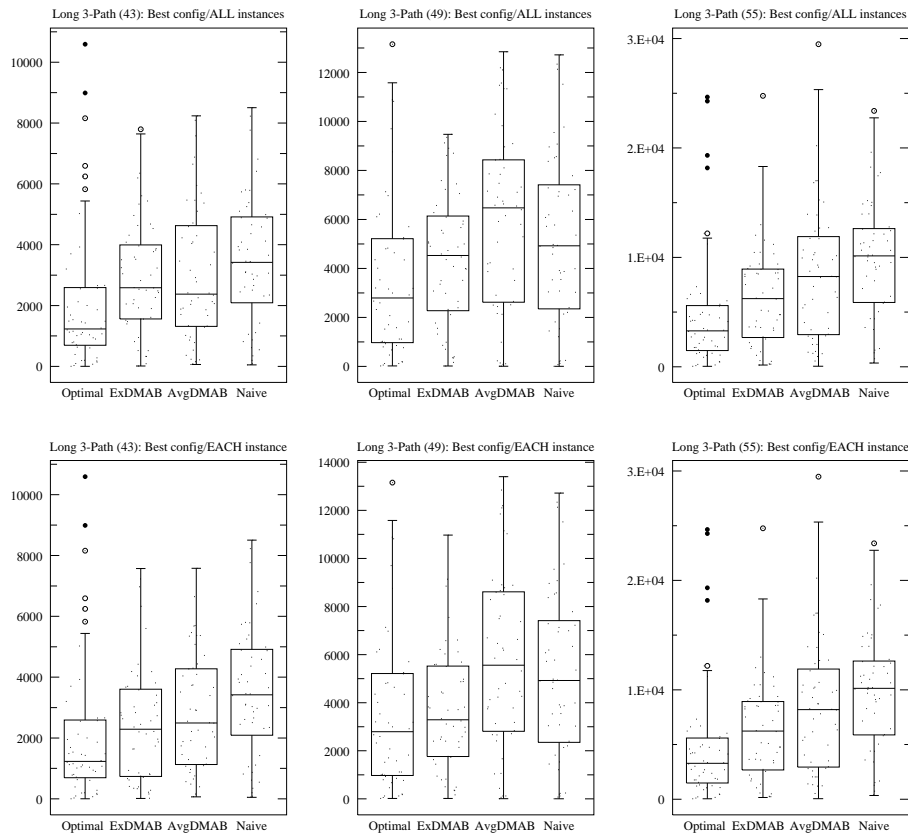 Long 3-Path (43): Best config/ALL instances
10000
8000
6000
4000
2000
0
Optimal ExDMAB AvgDMAB Naive
Long 3-Path (49): Best config/ALL instances
12000
10000
8000
6000
4000
2000
0
Optimal ExDMAB AvgDMAB Naive
Long 3-Path (55): Best config/ALL instances
3.E+04
2.E+04
1.E+04
0
Optimal ExDMAB AvgDMAB Naive
Long 3-Path (43): Best config/EACH instance
10000
8000
6000
4000
2000
0
Optimal ExDMAB AvgDMAB Naive
Long 3-Path (49): Best config/EACH instance
14000
12000
10000
8000
6000
4000
2000
0
Optimal ExDMAB AvgDMAB Naive
Long 3-Path (55): Best config/EACH instance
3.E+04
2.E+04
1.E+04
0
Optimal ExDMAB AvgDMAB Naive